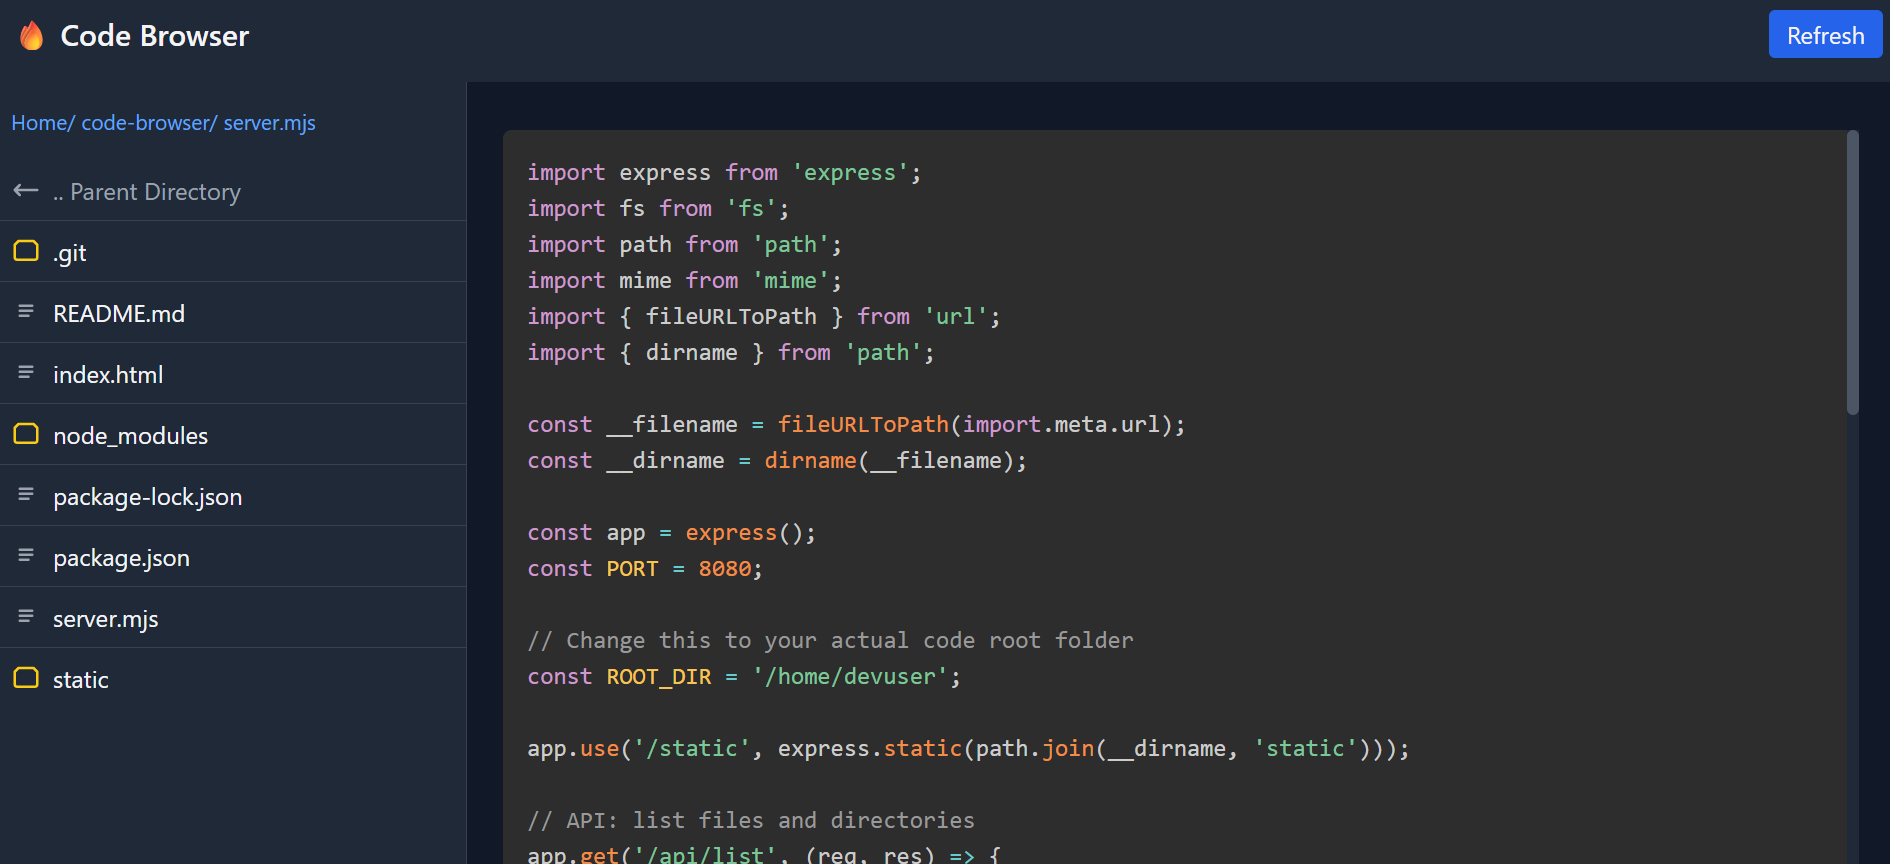 Code Browser
Refresh
Home/ code-browser/ server.mjs
.. Parent Directory
.git
README.md
index.html
node_modules
package-lock.json
package.json
server.mjs
static
import express from 'express';
import fs from 'fs';
import path from 'path';
import mime from 'mime';
import { fileURLToPath } from 'url';
import { dirname } from 'path';
const __filename = fileURLToPath(import.meta.url);
const __dirname = dirname(__filename);
const app = express();
const PORT = 8080;
// Change this to your actual code root folder
const ROOT_DIR = '/home/devuser';
app.use('/static', express.static(path.join(__dirname, 'static')));
// API: list files and directories
app.get('/api/list', (req, res) => {